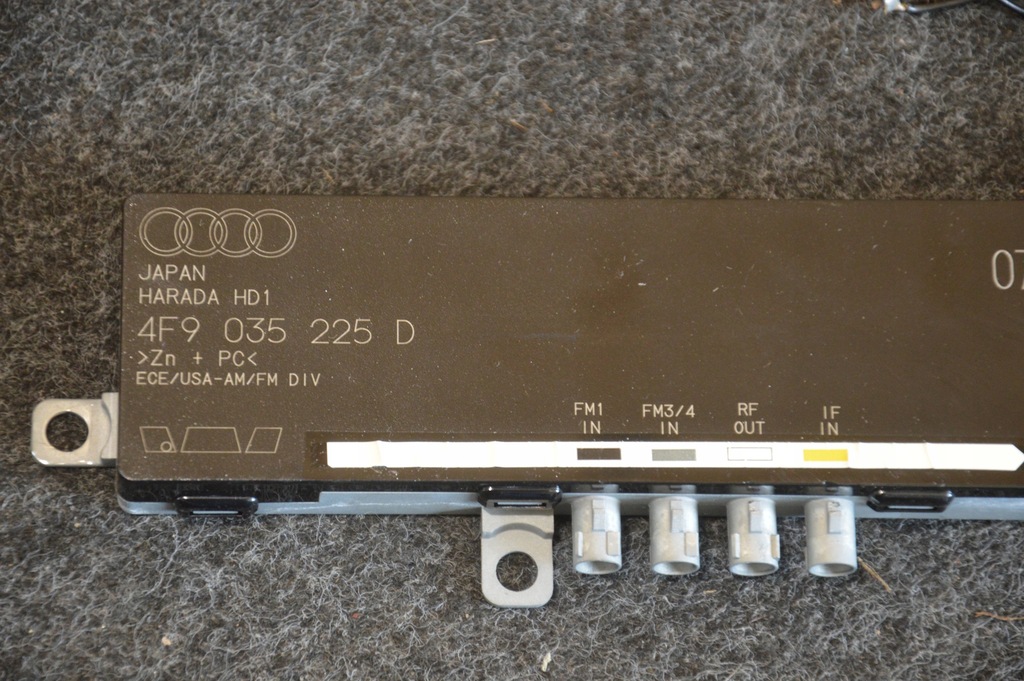 JAPAN
HARADA HD1
4F9 035 225 D
>Zn + PC<
ECE/USA-AM/FM DIV
07
FM1 IN
FM3/4 IN
RF OUT
IF IN